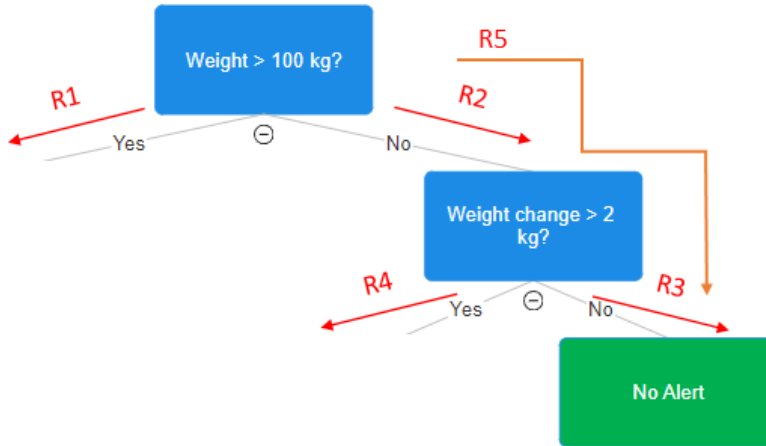 Weight > 100 kg?
R5
R1
R2
Yes
No
Weight change > 2
kg?
R4
R3
Yes
No
No Alert